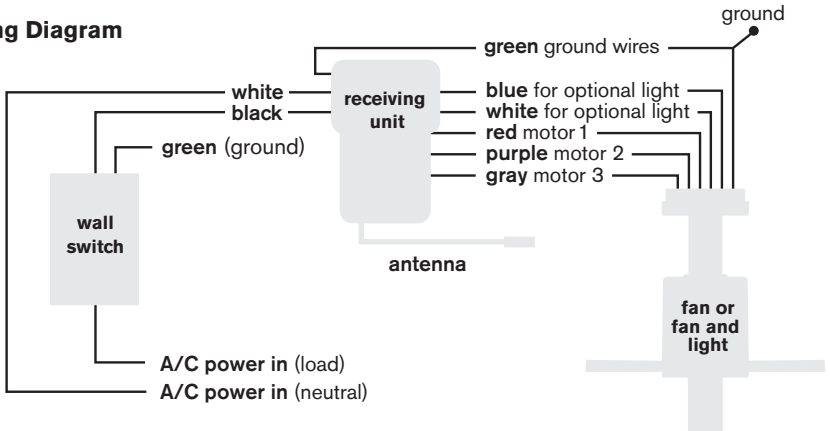 ng Diagram
ground
green ground wires
white
black
green (ground)
receiving
unit
blue for optional light
white for optional light
red motor 1
purple motor 2
gray motor 3
wall
switch
antenna
fan or
fan and
light
A/C power in (load)
A/C power in (neutral)